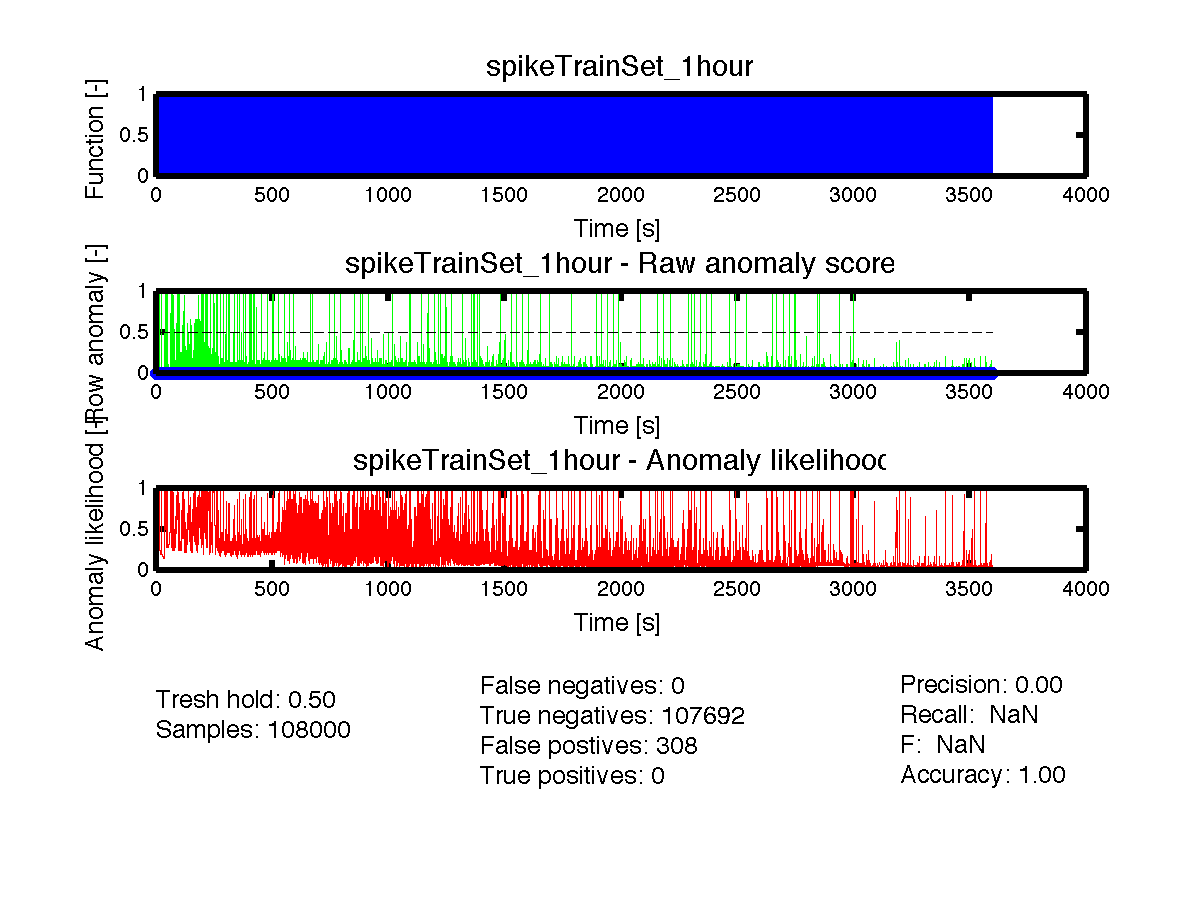 spikeTrainSet_1hour
Function [-]
1
0.5
0
0 500 1000 1500 2000 2500 3000 3500 4000
Time [s]
spikeTrainSet_1hour - Raw anomaly score
Row anomaly [-]
1
0.5
0
0 500 1000 1500 2000 2500 3000 3500 4000
Time [s]
spikeTrainSet_1hour - Anomaly likelihood
Anomaly likelihood [-]
1
0.5
0
0 500 1000 1500 2000 2500 3000 3500 4000
Time [s]
Tresh hold: 0.50
Samples: 108000
False negatives: 0
True negatives: 107692
False postives: 308
True positives: 0
Precision: 0.00
Recall: NaN
F: NaN
Accuracy: 1.00